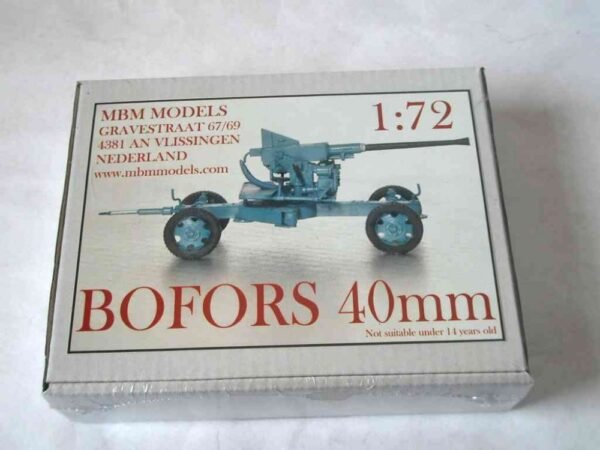 MBM MODELS
GRAVESTRAAT 67/69
4381 AN VLISSINGEN
NEDERLAND
www.mbmmodels.com
1:72
BOFORS 40mm
Not suitable under 14 years old